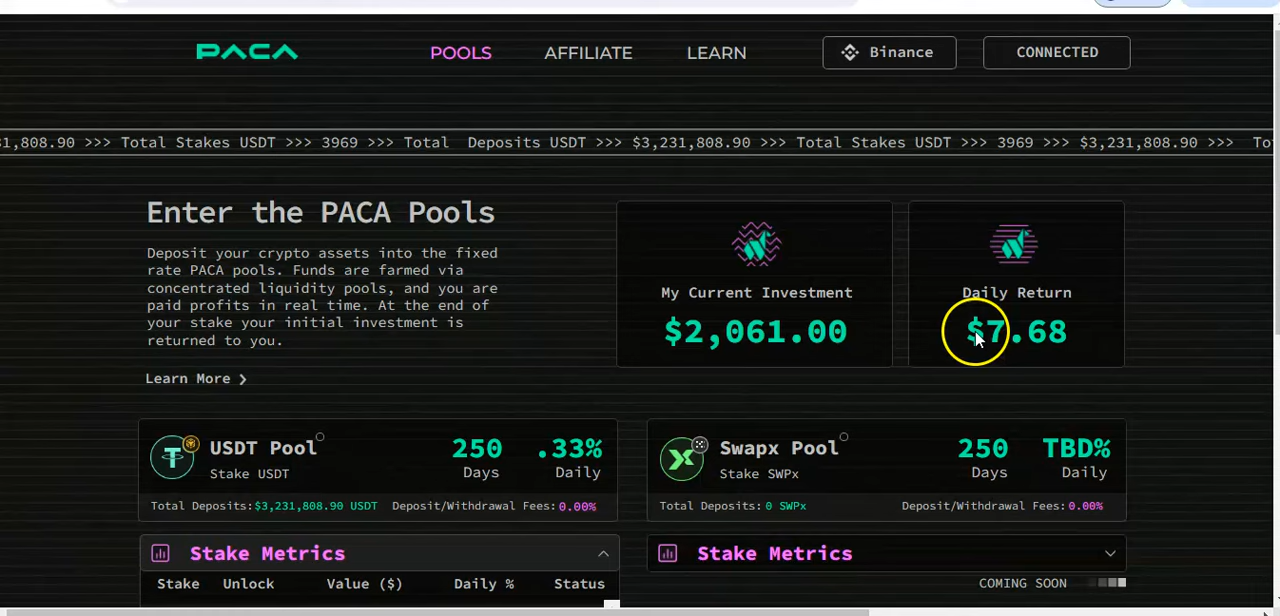 PACA
POOLS AFFILIATE LEARN Binance CONNECTED
31,808.90 >>> Total Stakes USDT >>> 3969 >>> Total Deposits USDT >>> $3,231,808.90 >>> Total Stakes USDT >>> 3969 >>> $3,231,808.90 >>> To
Enter the PACA Pools
Deposit your crypto assets into the fixed
rate PACA pools. Funds are farmed via
concentrated liquidity pools, and you are
paid profits in real time. At the end of
your stake your initial investment is
returned to you.
Learn More
My Current Investment
$2,061.00
Daily Return
$7.68
USDT Pool
Stake USDT
250
Days
.33%
Daily
Total Deposits:$3,231,808.90 USDT Deposit/Withdrawal Fees:0.00%
Swapx Pool
Stake SWPx
250
Days
TBD%
Daily
Total Deposits:0 SWPx Deposit/Withdrawal Fees:0.00%
Stake Metrics
Stake Unlock Value ($) Daily % Status
Stake Metrics
COMING SOON